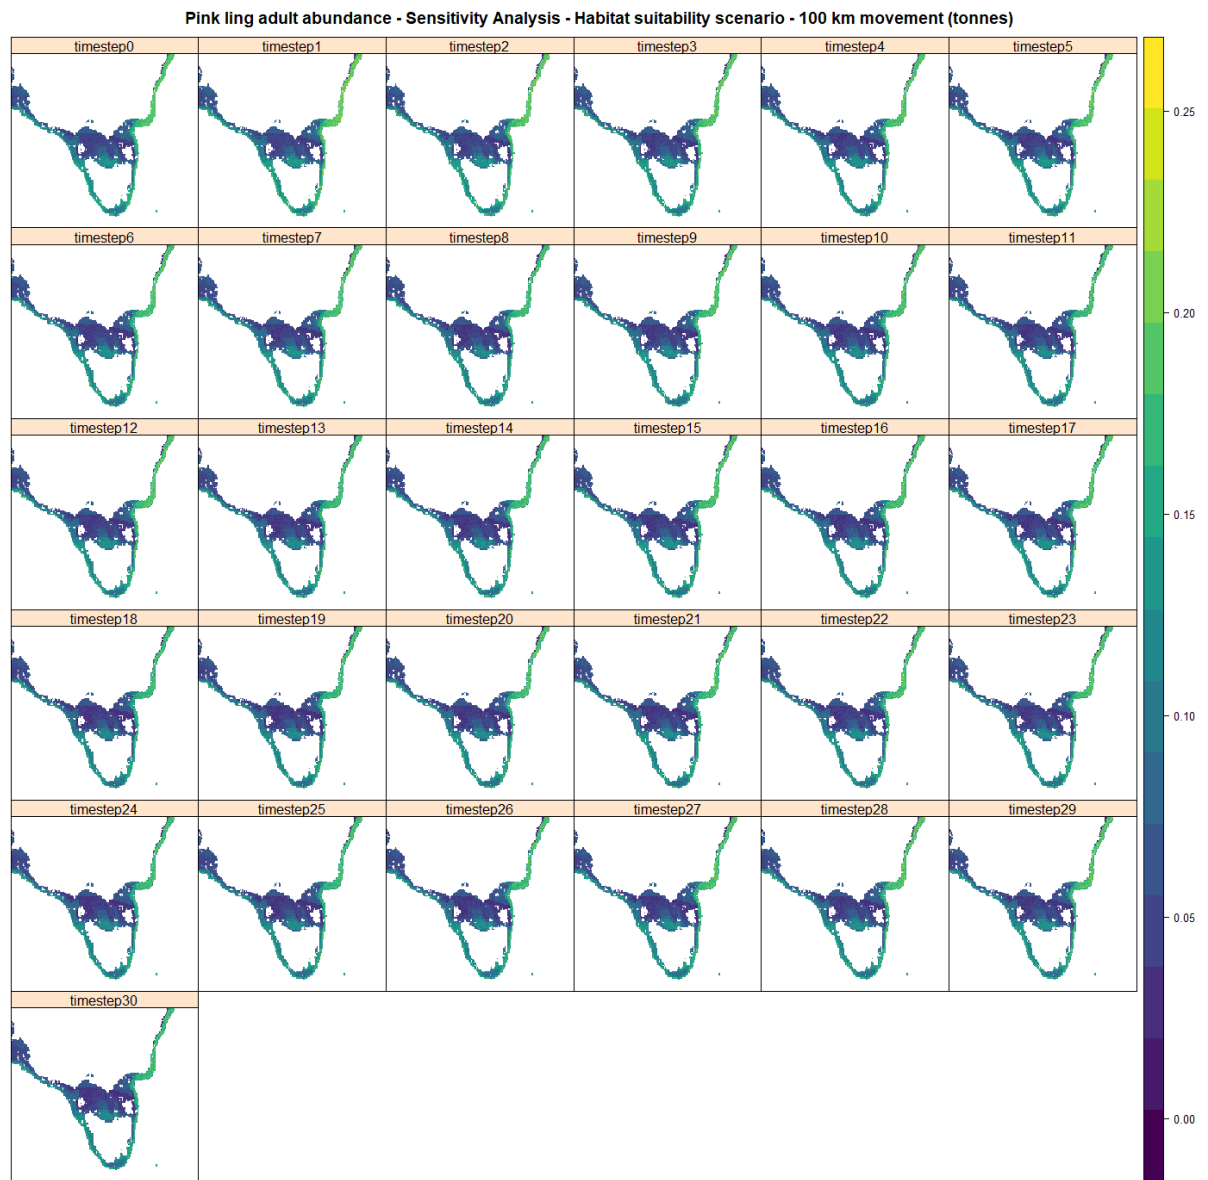 Pink ling adult abundance - Sensitivity Analysis - Habitat suitability scenario - 100 km movement (tonnes)
timestep0 timestep1 timestep2 timestep3 timestep4 timestep5
0.25
timestep6 timestep7 timestep8 timestep9 timestep10 timestep11
0.20
timestep12 timestep13 timestep14 timestep15 timestep16 timestep17
0.15
timestep18 timestep19 timestep20 timestep21 timestep22 timestep23
0.10
timestep24 timestep25 timestep26 timestep27 timestep28 timestep29
0.05
timestep30
0.00